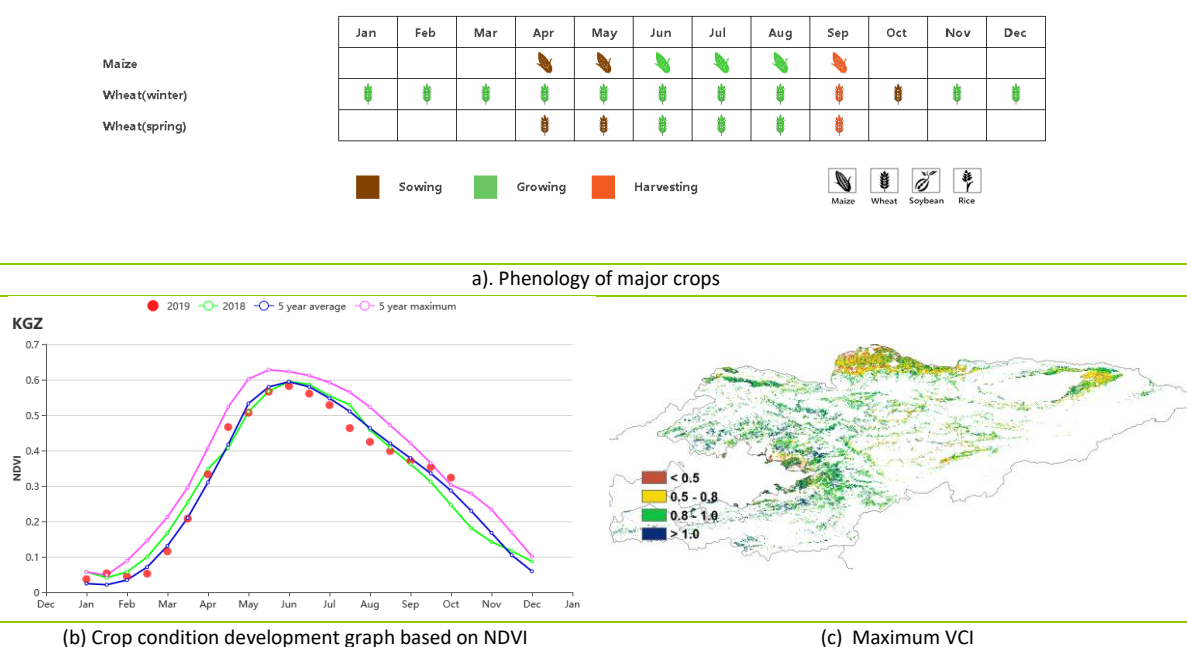 Jan Feb Mar Apr May Jun Jul Aug Sep Oct Nov Dec
Maize
Wheat(winter)
Wheat(spring)
Sowing Growing Harvesting
Maize Wheat Soybean Rice
a). Phenology of major crops
2019 2018 5 year average 5 year maximum
KGZ
0.7
0.6
0.5
0.4
0.3
0.2
0.1
0
NDVI
Dec Jan Feb Mar Apr May Jun Jul Aug Sep Oct Nov Dec Jan
< 0.5
0.5 - 0.8
0.8 - 1.0
> 1.0
(b) Crop condition development graph based on NDVI
(c) Maximum VCI